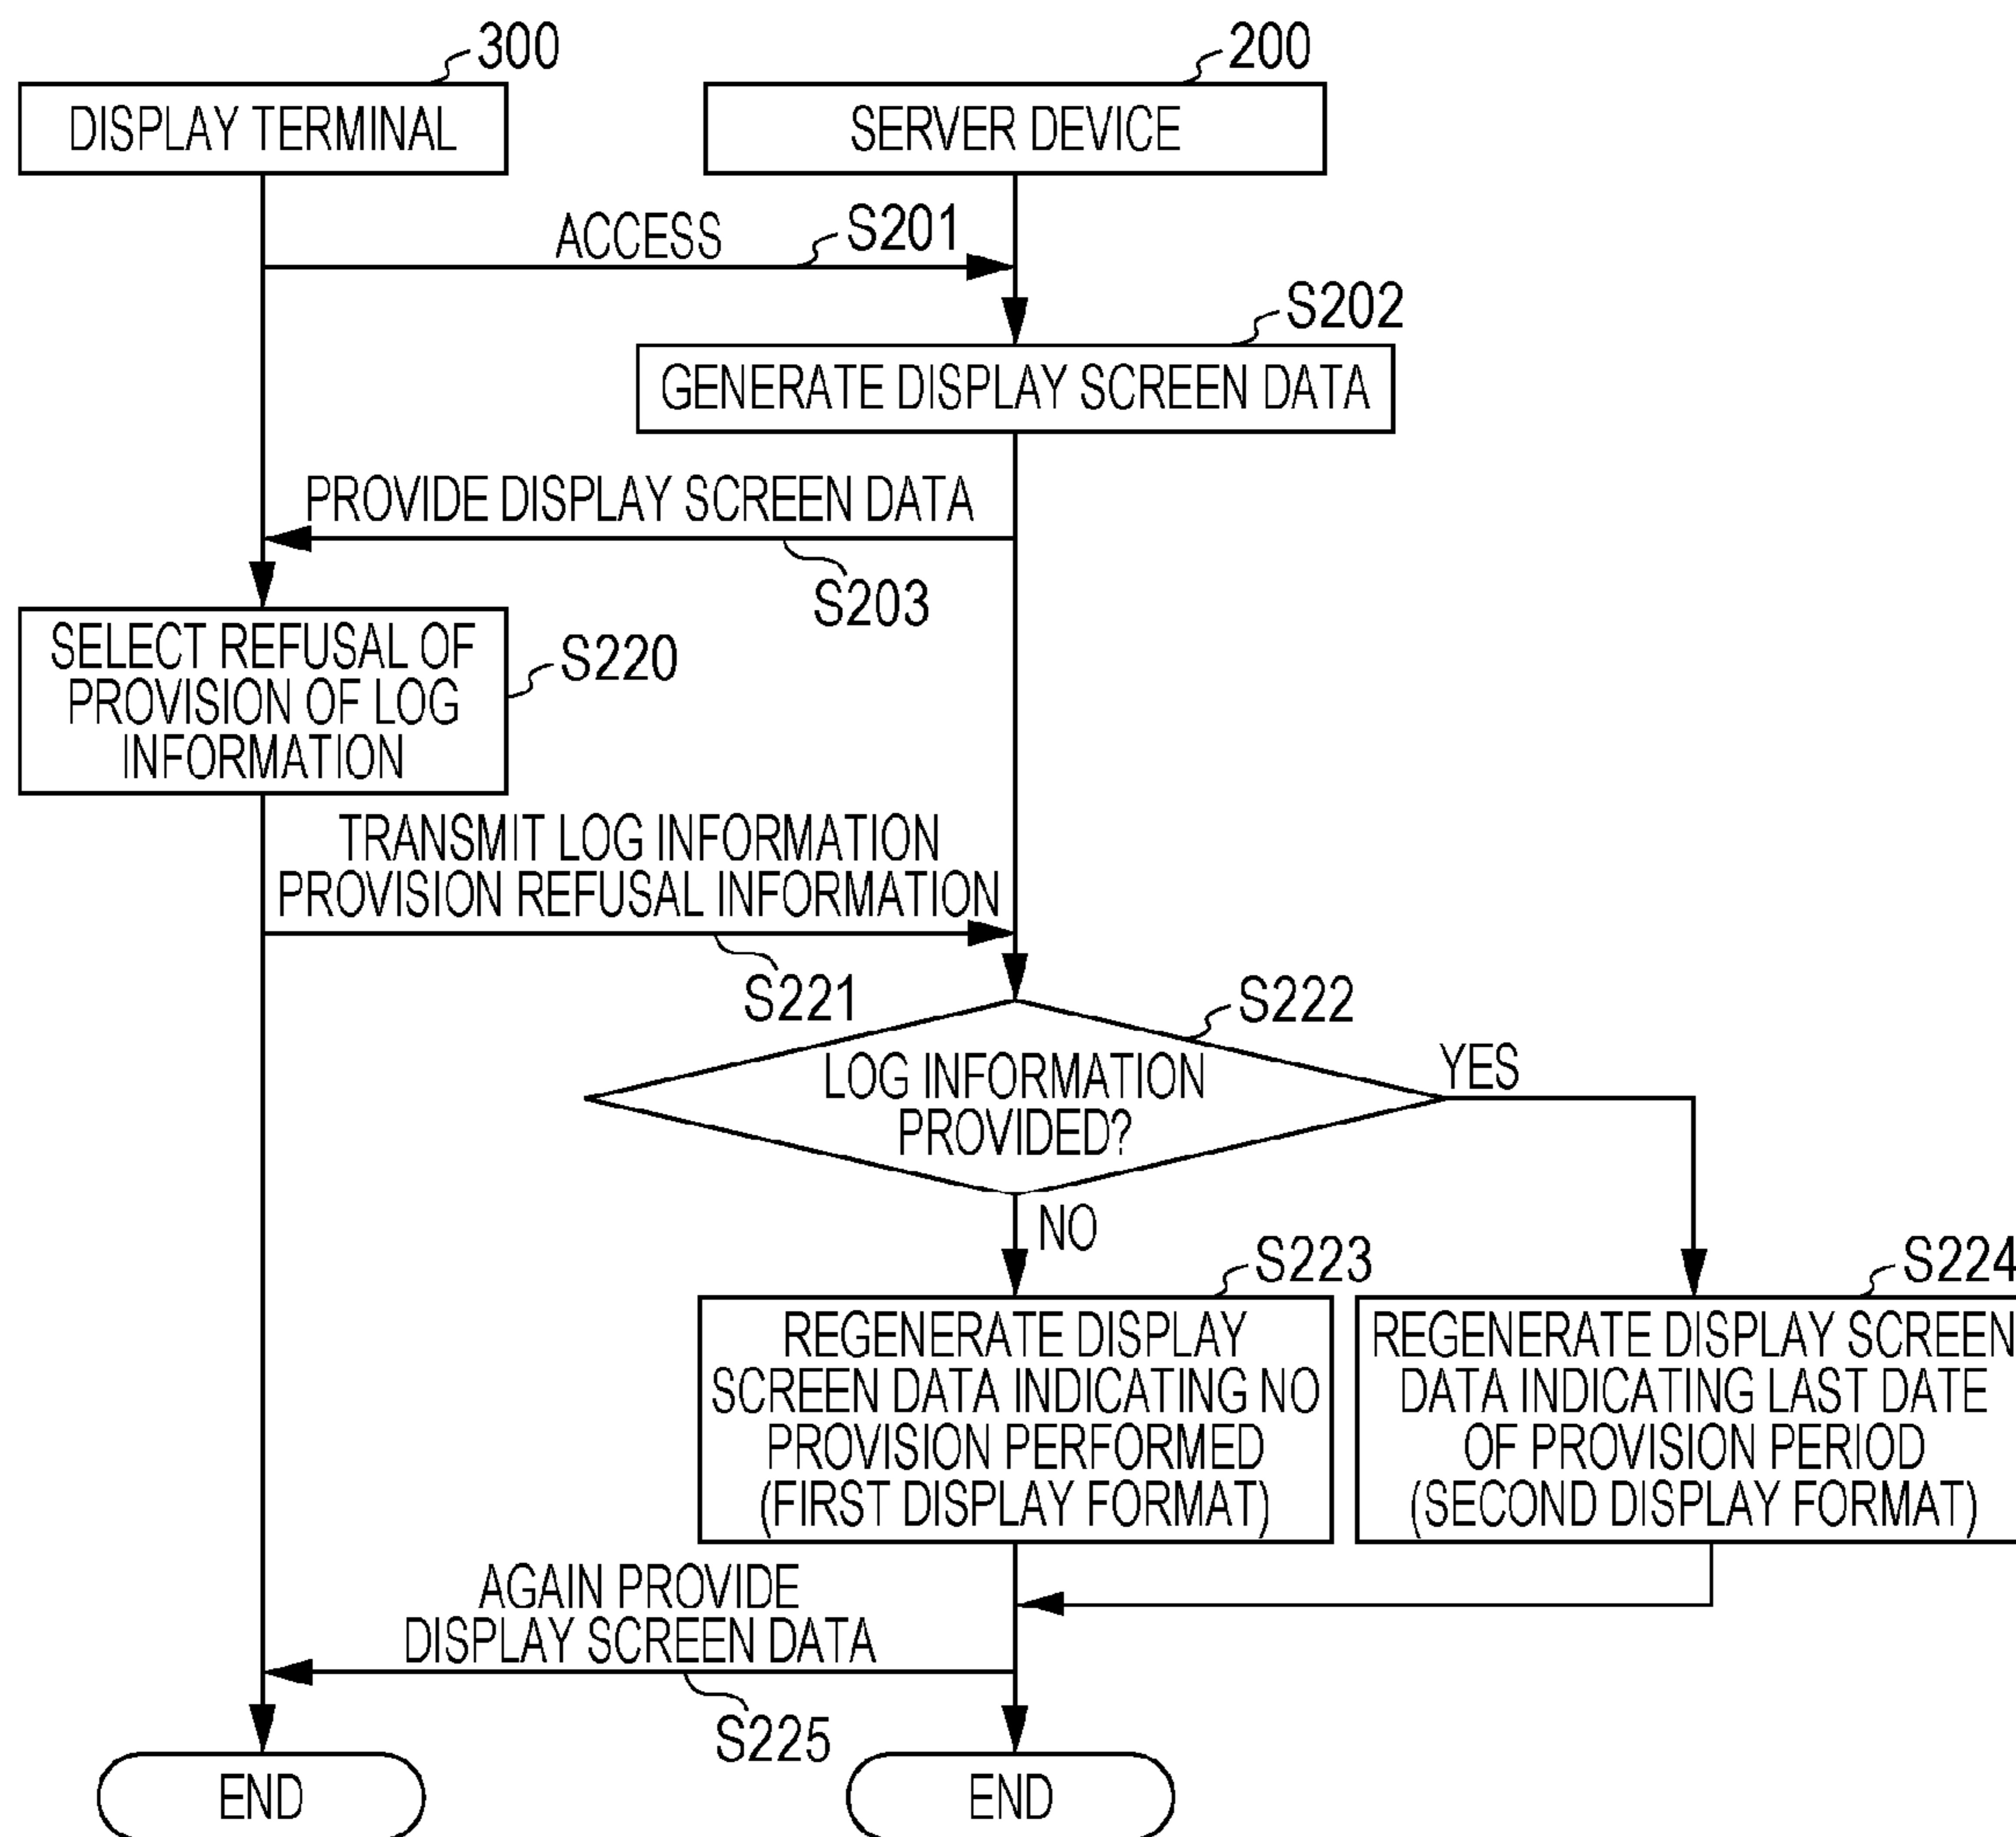 300
200
DISPLAY TERMINAL
SERVER DEVICE
ACCESS
S201
S202
GENERATE DISPLAY SCREEN DATA
PROVIDE DISPLAY SCREEN DATA
S203
SELECT REFUSAL OF
PROVISION OF LOG
INFORMATION
S220
TRANSMIT LOG INFORMATION
PROVISION REFUSAL INFORMATION
S221
S222
LOG INFORMATION
PROVIDED?
YES
NO
S223
S224
REGENERATE DISPLAY
SCREEN DATA INDICATING NO
PROVISION PERFORMED
(FIRST DISPLAY FORMAT)
REGENERATE DISPLAY SCREEN
DATA INDICATING LAST DATE
OF PROVISION PERIOD
(SECOND DISPLAY FORMAT)
AGAIN PROVIDE
DISPLAY SCREEN DATA
S225
END
END